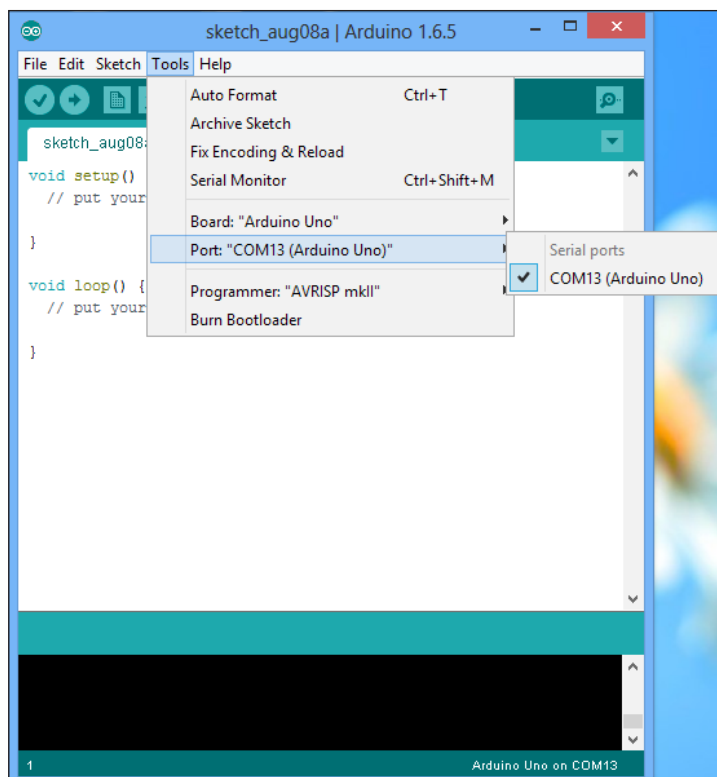 sketch_aug08a | Arduino 1.6.5
File Edit Sketch Tools Help
Auto Format Ctrl+T
Archive Sketch
sketch_aug08a
Fix Encoding & Reload
Serial Monitor Ctrl+Shift+M
void setup()
// put your
Board: "Arduino Uno"
}
Port: "COM13 (Arduino Uno)"
Serial ports
COM13 (Arduino Uno)
void loop() {
Programmer: "AVRISP mkII"
// put your
Burn Bootloader
}
1 Arduino Uno on COM13